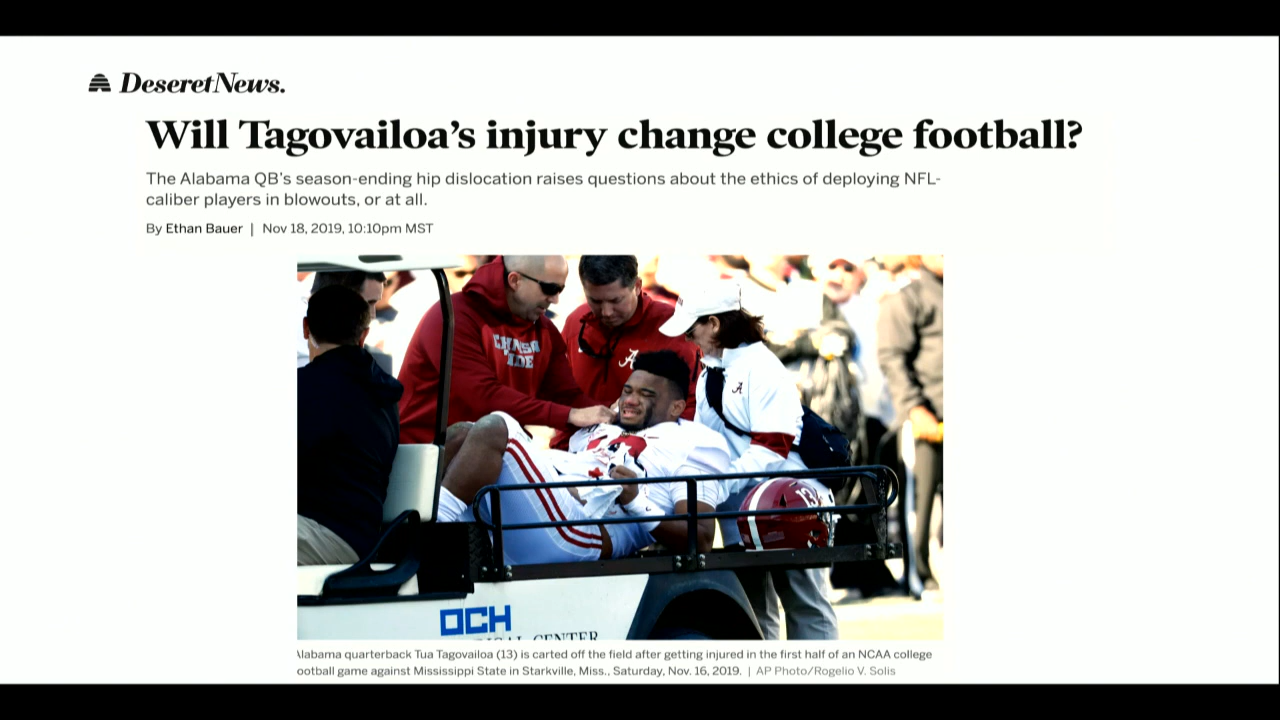 DeseretNews.
Will Tagovailoa's injury change college football?
The Alabama QB's season-ending hip dislocation raises questions about the ethics of deploying NFL-
caliber players in blowouts, or at all.
By Ethan Bauer | Nov 18, 2019, 10:10pm MST
A
A
13
OCH
CENTER
labama quarterback Tua Tagovailoa (13) is carted off the field after getting injured in the first half of an NCAA college
ootball game against Mississippi State in Starkville, Miss., Saturday, Nov. 16, 2019. | AP Photo/Rogelio V. Solis